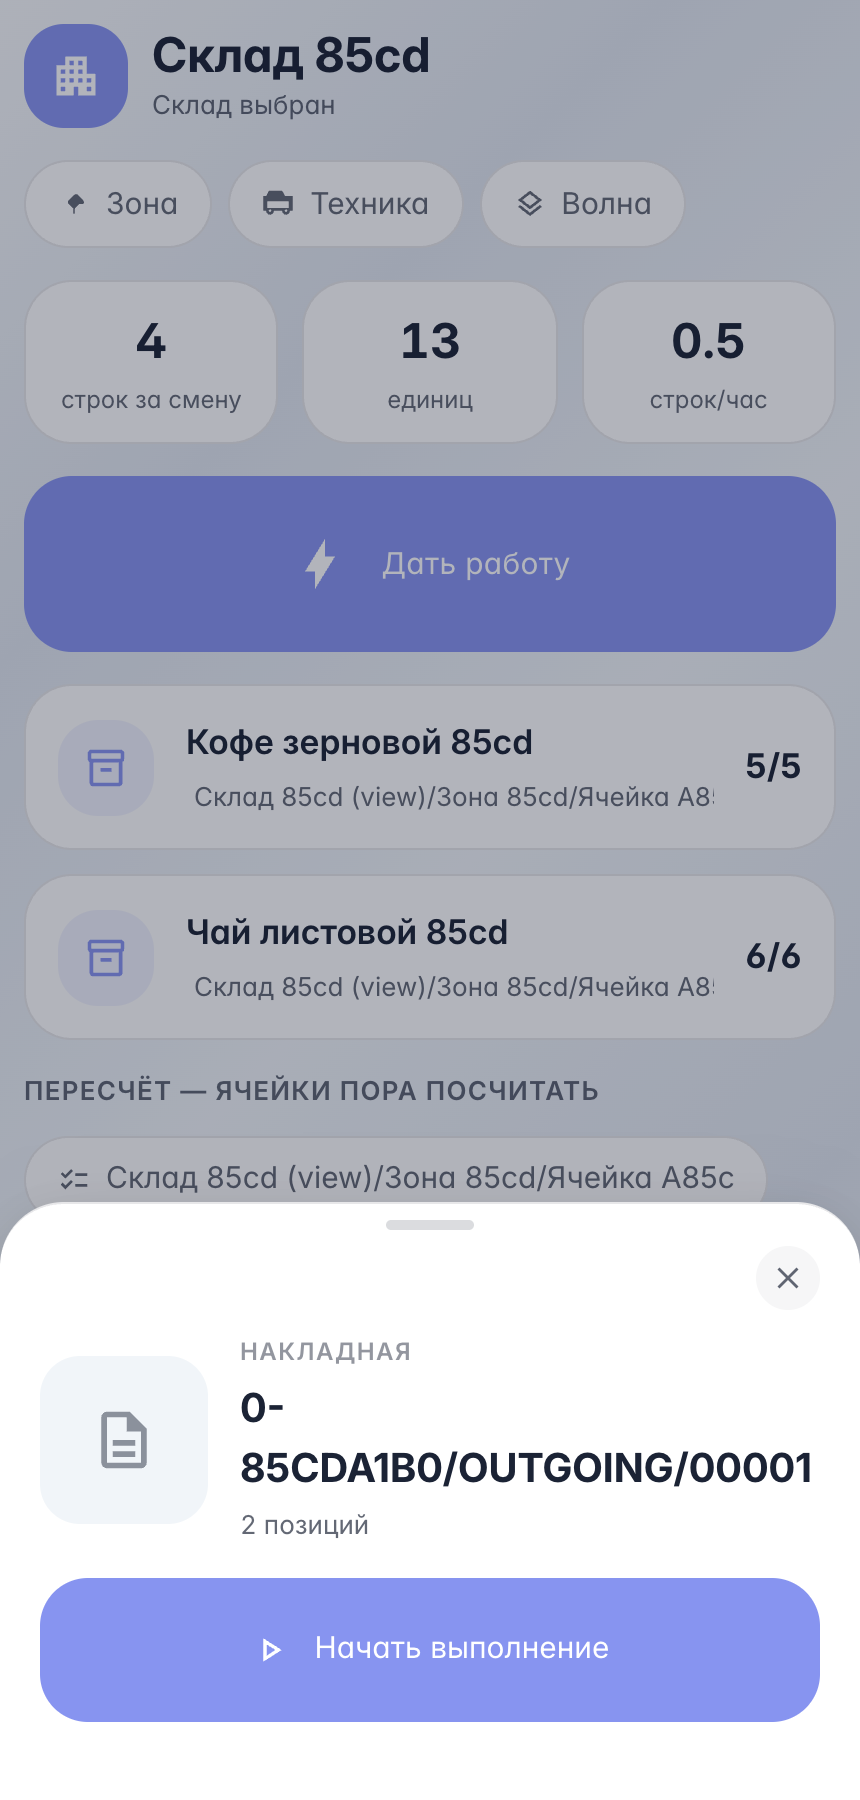 Склад 85cd
Склад выбран
Зона
Техника
Волна
4
13
0.5
строк за смену
единиц
строк/час
Дать работу
Кофе зерновой 85cd
Склад 85cd (view)/Зона 85cd/Ячейка A85
5/5
Чай листовой 85cd
Склад 85cd (view)/Зона 85cd/Ячейка A85
6/6
ПЕРЕСЧЁТ — ЯЧЕЙКИ ПОРА ПОСЧИТАТЬ
Склад 85cd (view)/Зона 85cd/Ячейка A85c
НАКЛАДНАЯ
0-
85CDA1B0/OUTGOING/00001
2 позиций
Начать выполнение